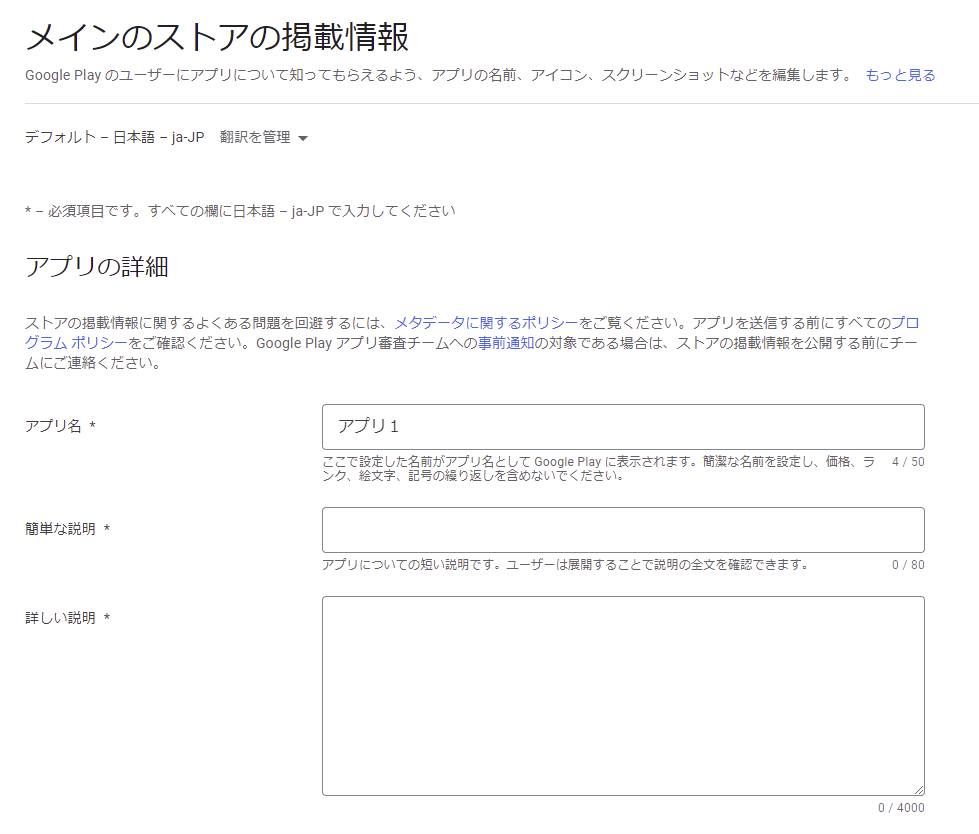 メインのストアの掲載情報
Google Play のユーザーにアプリについて知ってもらえるよう、アプリの名前、アイコン、スクリーンショットなどを編集します。 もっと見る
デフォルト – 日本語 – ja-JP 翻訳を管理
* – 必須項目です。すべての欄に日本語 – ja-JP で入力してください
アプリの詳細
ストアの掲載情報に関するよくある問題を回避するには、メタデータに関するポリシーをご覧ください。アプリを送信する前にすべてのプロ
グラム ポリシーをご確認ください。Google Play アプリ審査チームへの事前通知の対象である場合は、ストアの掲載情報を公開する前にチー
ムにご連絡ください。
アプリ名 *
アプリ1
ここで設定した名前がアプリ名として Google Play に表示されます。簡潔な名前を設定し、価格、ラ 4 / 50
ンク、絵文字、記号の繰り返しを含めないでください。
簡単な説明 *
アプリについての短い説明です。ユーザーは展開することで説明の全文を確認できます。 0 / 80
詳しい説明 *
0 / 4000